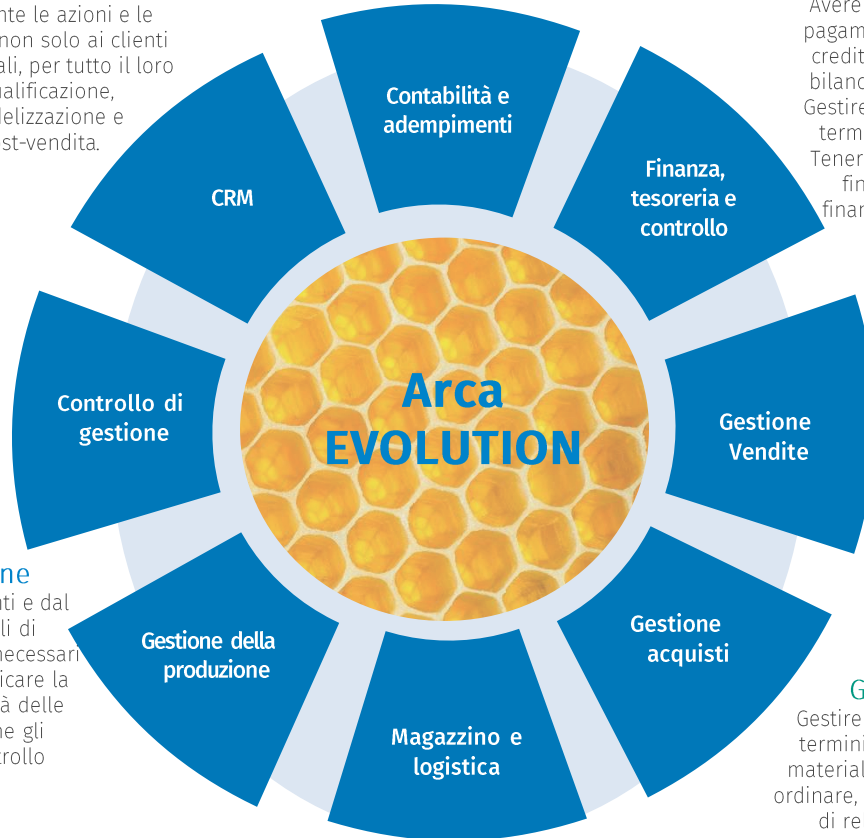 nte le azioni e le
non solo ai clienti
ali, per tutto il loro
ualificazione,
delizzazione e
st-vendita.
Avere
pagam
credit
bilanc
Gestire
term
Tener
fin
finan
Contabilità e
adempimenti
Finanza,
tesoreria e
controllo
CRM
Controllo di
gestione
Arca
EVOLUTION
Gestione
Vendite
ne
nti e dal
li di
necessari
icare la
à delle
ne gli
trollo
Gestione della
produzione
Gestione
acquisti
Magazzino e
logistica
G
Gestire
termini
material
ordinare,
di re